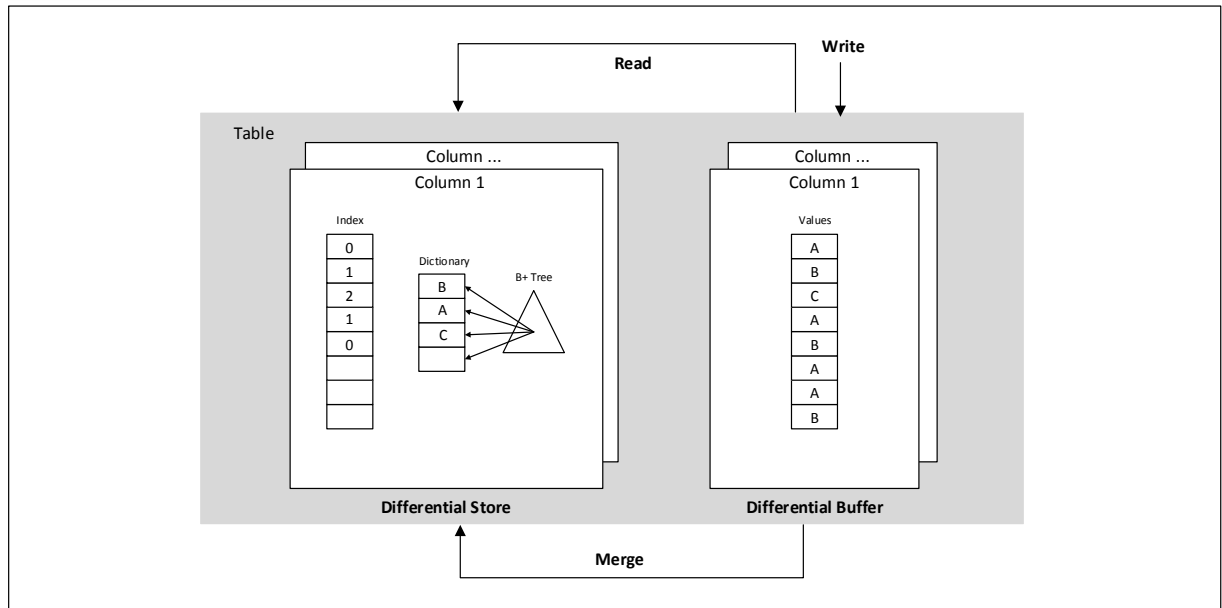 Write
Read
Table
Column ...
Column 1
Index
0
1
2
1
0
Dictionary
B
A
C
B+ Tree
Differential Store
Column ...
Column 1
Values
A
B
C
A
B
A
A
B
Differential Buffer
Merge